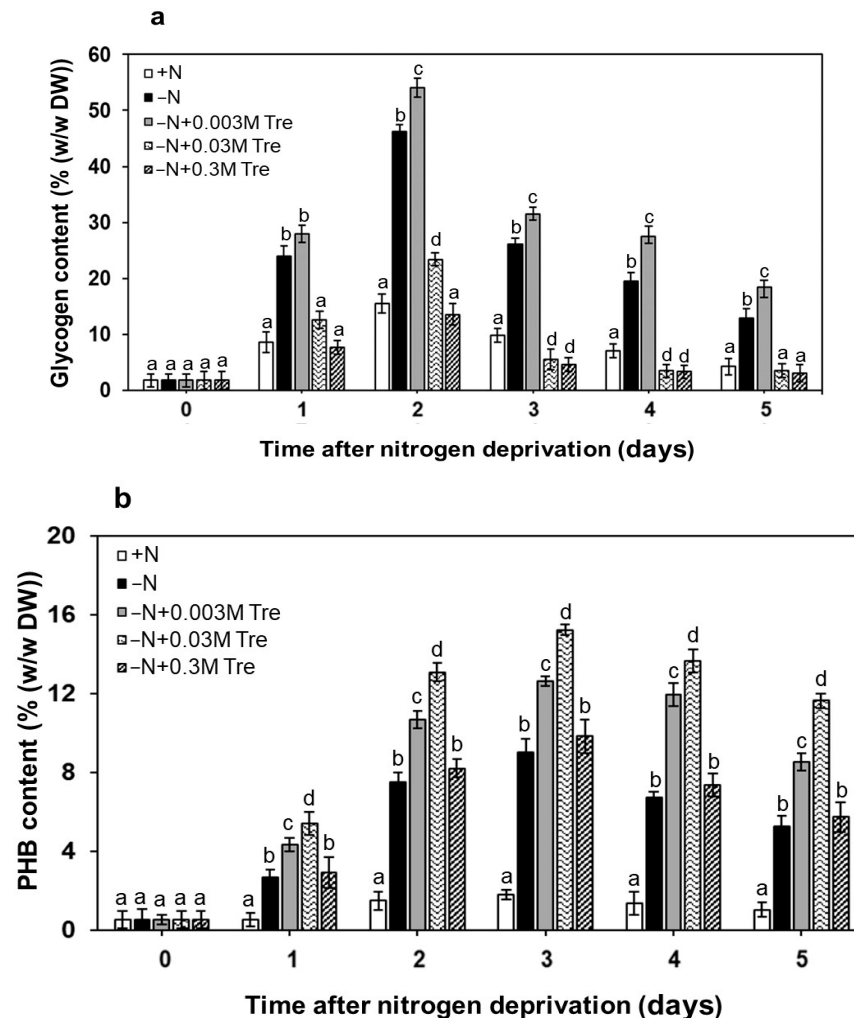 a
60
50
40
30
20
10
0
Glycogen content (% (w/w DW))
+N
−N
−N+0.003M Tre
−N+0.03M Tre
−N+0.3M Tre
a a a a a
a b b a a
a b c d a
a b c d d
a b c d d
a b c a a
0 1 2 3 4 5
Time after nitrogen deprivation (days)
b
20
16
12
8
4
0
PHB content (% (w/w DW))
+N
−N
−N+0.003M Tre
−N+0.03M Tre
−N+0.3M Tre
a a a a a
a b c d b
a b c d b
a b c d b
a b c d b
a b c d b
0 1 2 3 4 5
Time after nitrogen deprivation (days)